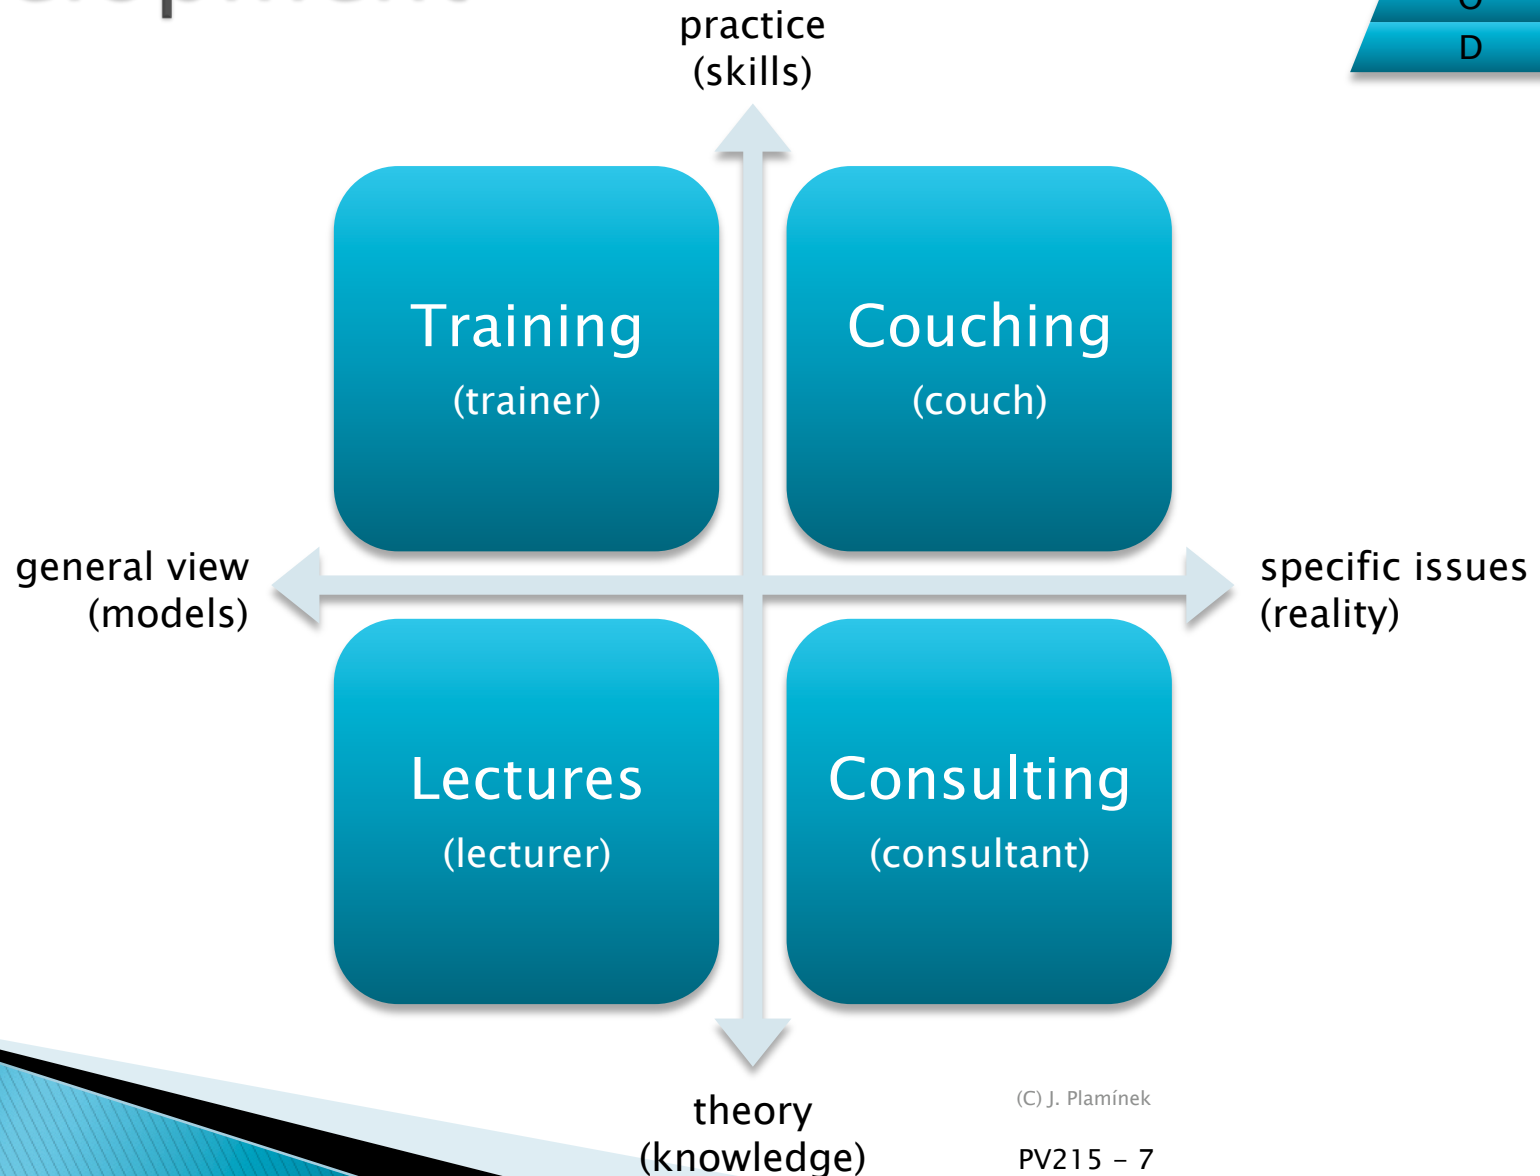 practice
(skills)
D
Training
(trainer)
Couching
(couch)
general view
(models)
specific issues
(reality)
Lectures
(lecturer)
Consulting
(consultant)
theory
(knowledge)
(C) J. Plamínek
PV215 – 7